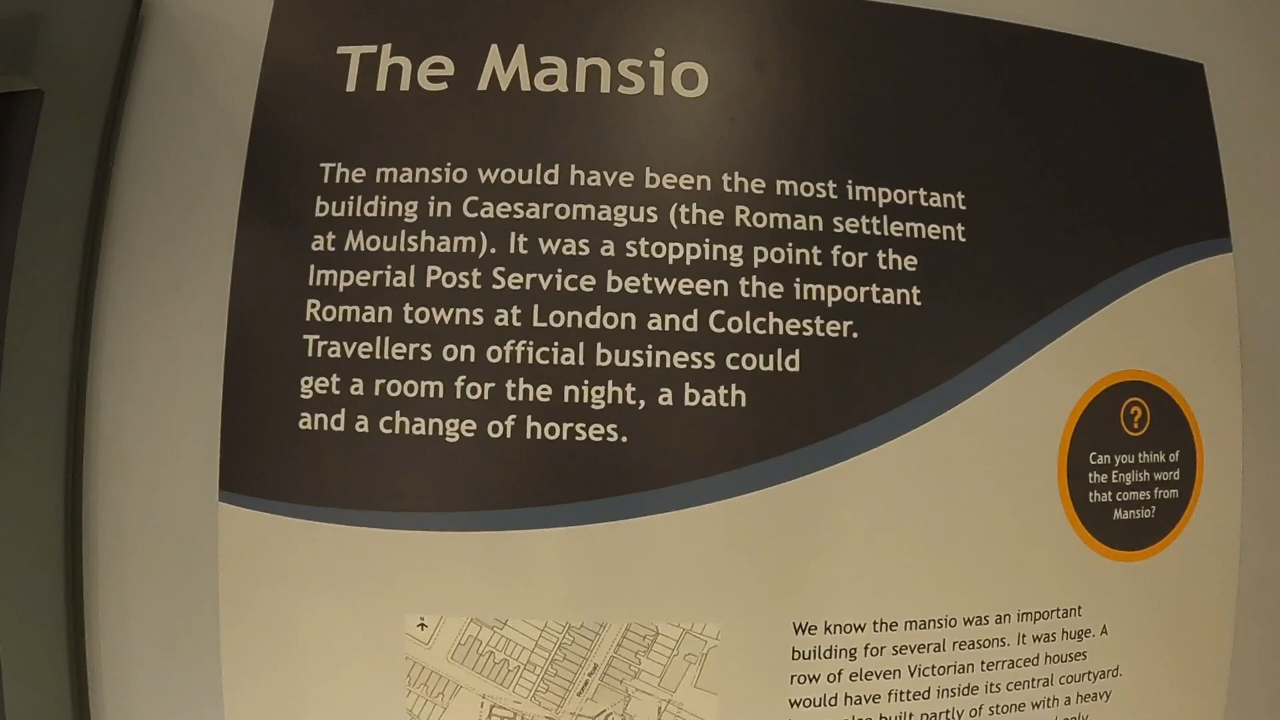 The Mansio
The mansio would have been the most important
building in Caesaromagus (the Roman settlement
at Moulsham). It was a stopping point for the
Imperial Post Service between the important
Roman towns at London and Colchester.
Travellers on official business could
get a room for the night, a bath
and a change of horses.
?
Can you think of
the English word
that comes from
Mansio?
We know the mansio was an important
building for several reasons. It was huge. A
row of eleven Victorian terraced houses
would have fitted inside its central courtyard.
built partly of stone with a heavy
N
Roman Road